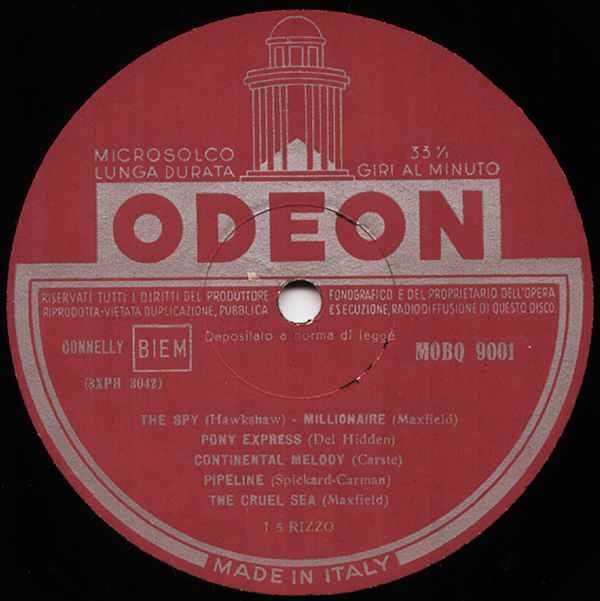 MICROSOLCO
LUNGA DURATA
33 ⅓
GIRI AL MINUTO
ODEON
RISERVATI TUTTI I DIRITTI DEL PRODUTTORE FONOGRAFICO E DEL PROPRIETARIO DELL'OPERA
RIPRODOTTA-VIETATA DUPLICAZIONE, PUBBLICA ESECUZIONE, RADIODIFFUSIONE DI QUESTO DISCO.
Depositato a norma di legge
CONNELLY BIEM MOBQ 9001
(3XPH 3042)
THE SPY (Hawkshaw) - MILLIONAIRE (Maxfield)
PONY EXPRESS (Del Hidden)
CONTINENTAL MELODY (Carste)
PIPELINE (Spickard-Carman)
THE CRUEL SEA (Maxfield)
I 5 RIZZO
MADE IN ITALY